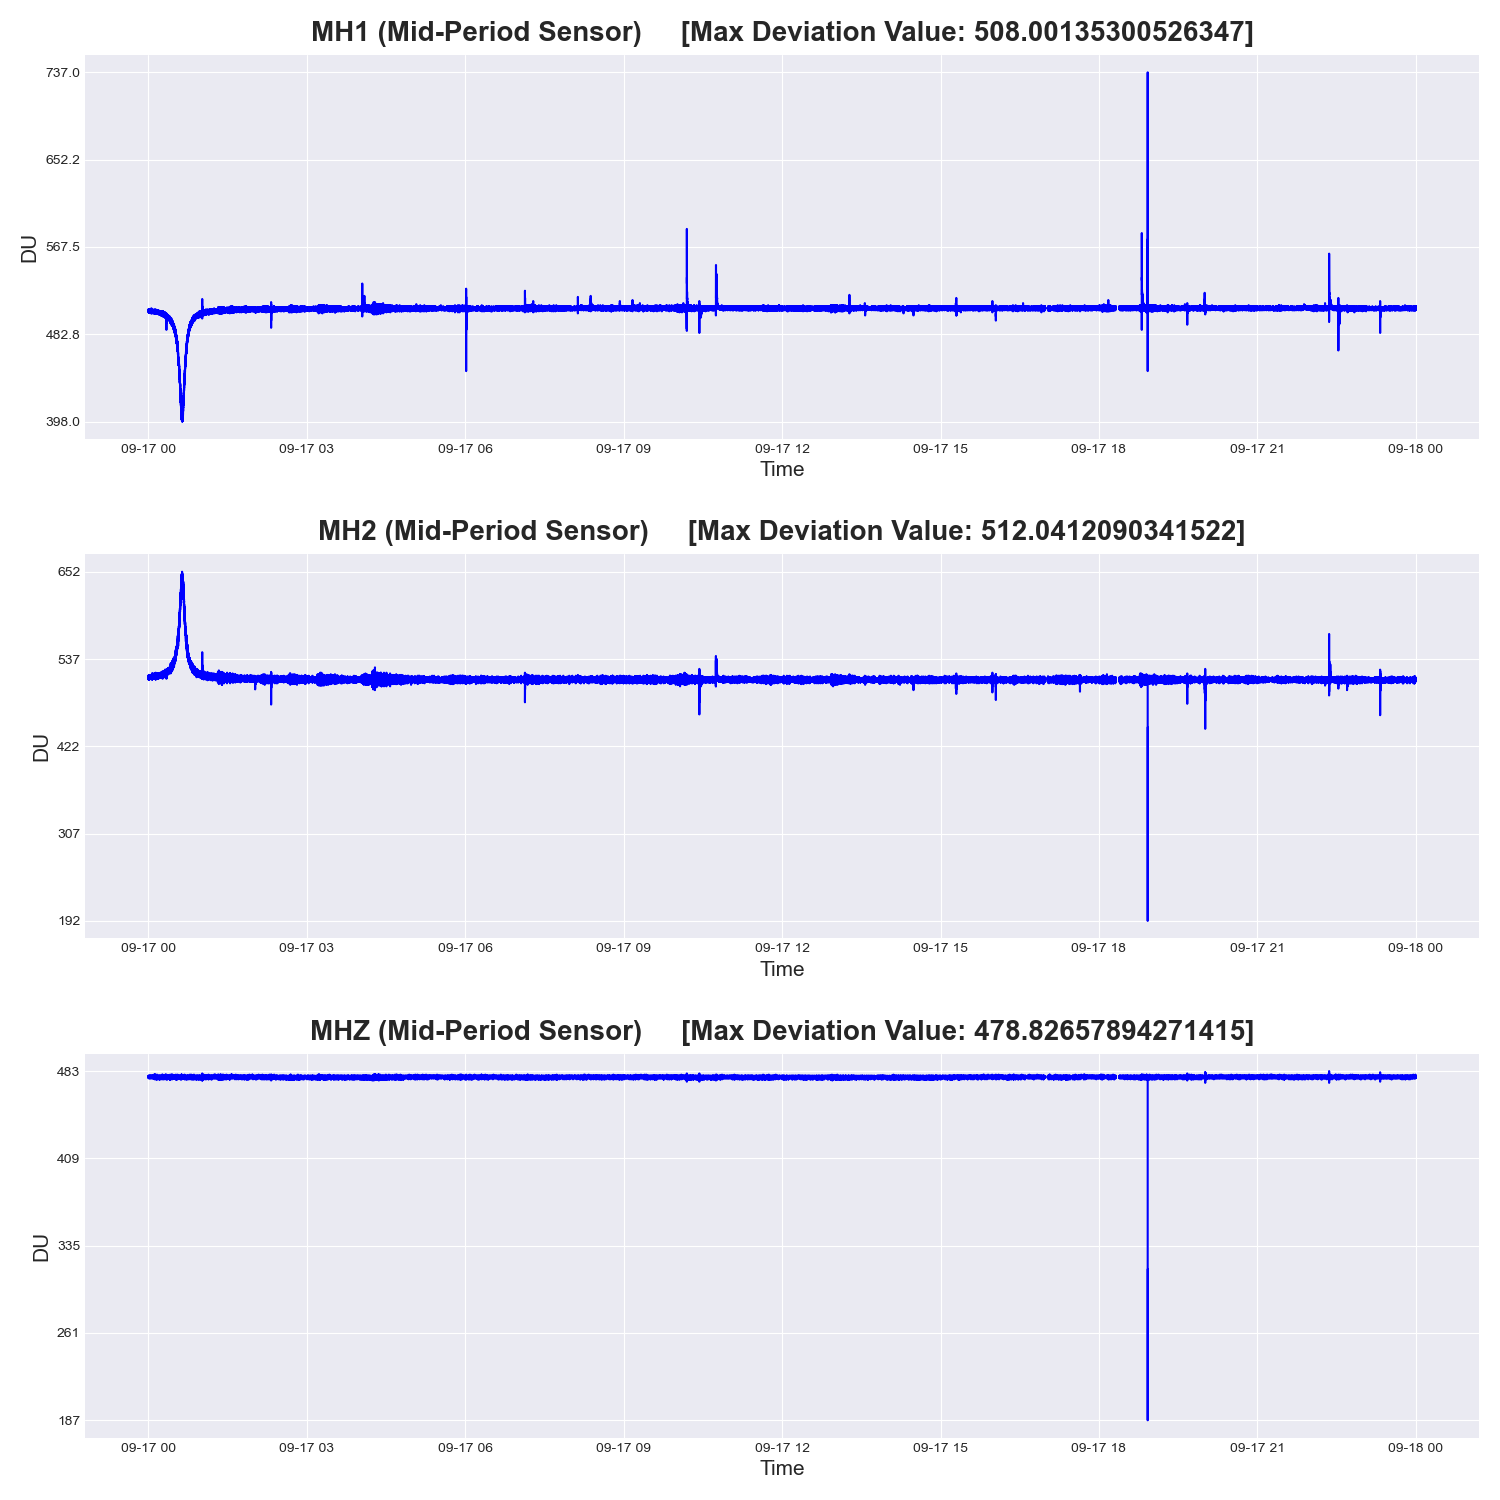 MH1 (Mid-Period Sensor)     [Max Deviation Value: 508.00135300526347]
737.0
652.2
567.5
482.8
398.0
DU
09-17 00 09-17 03 09-17 06 09-17 09 09-17 12 09-17 15 09-17 18 09-17 21 09-18 00
Time
MH2 (Mid-Period Sensor)     [Max Deviation Value: 512.0412090341522]
652
537
422
307
192
DU
09-17 00 09-17 03 09-17 06 09-17 09 09-17 12 09-17 15 09-17 18 09-17 21 09-18 00
Time
MHZ (Mid-Period Sensor)     [Max Deviation Value: 478.82657894271415]
483
409
335
261
187
DU
09-17 00 09-17 03 09-17 06 09-17 09 09-17 12 09-17 15 09-17 18 09-17 21 09-18 00
Time